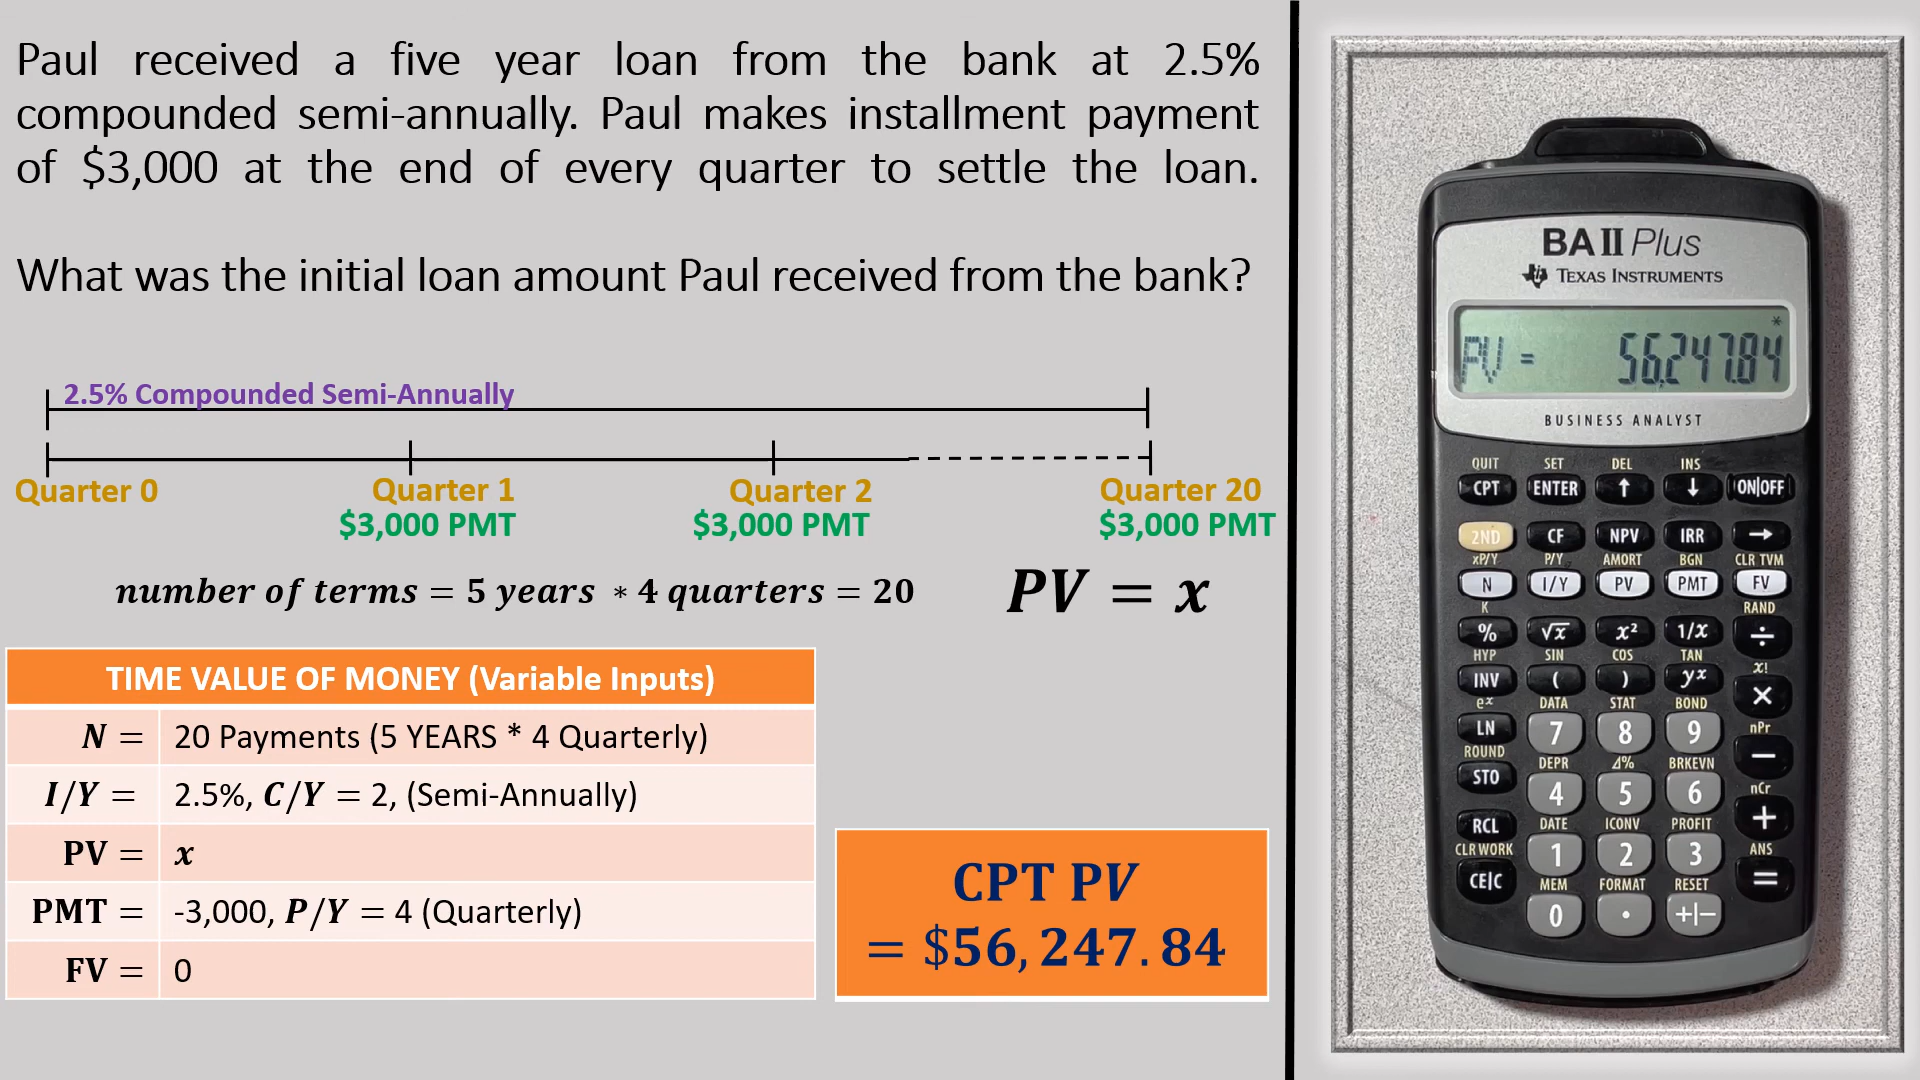 Paul received a five year loan from the bank at 2.5%
compounded semi-annually. Paul makes installment payment
of $3,000 at the end of every quarter to settle the loan.
What was the initial loan amount Paul received from the bank?
2.5% Compounded Semi-Annually
Quarter 0 Quarter 1 Quarter 2 Quarter 20
$3,000 PMT $3,000 PMT $3,000 PMT
number of terms = 5 years * 4 quarters = 20
PV = x
TIME VALUE OF MONEY (Variable Inputs)
N = 20 Payments (5 YEARS * 4 Quarterly)
I/Y = 2.5%, C/Y = 2, (Semi-Annually)
PV = x
PMT = -3,000, P/Y = 4 (Quarterly)
FV = 0
CPT PV
= $56,247.84
BA II Plus
TEXAS INSTRUMENTS
PV = 56,247.84 *
BUSINESS ANALYST
QUIT SET DEL INS
CPT ENTER ↑ ↓ ON|OFF
2ND CF NPV IRR →
xP/Y P/Y AMORT BGN CLR TVM
N I/Y PV PMT FV
K RAND
% √x x² 1/x ÷
HYP SIN COS TAN x!
INV ( ) yˣ ×
eˣ DATA STAT BOND nPr
LN 7 8 9 −
ROUND DEPR Δ% BRKEVN nCr
STO 4 5 6 +
RCL DATE ICONV PROFIT ANS
CLR WORK 1 2 3 =
CE|C MEM FORMAT RESET
0 . +|−